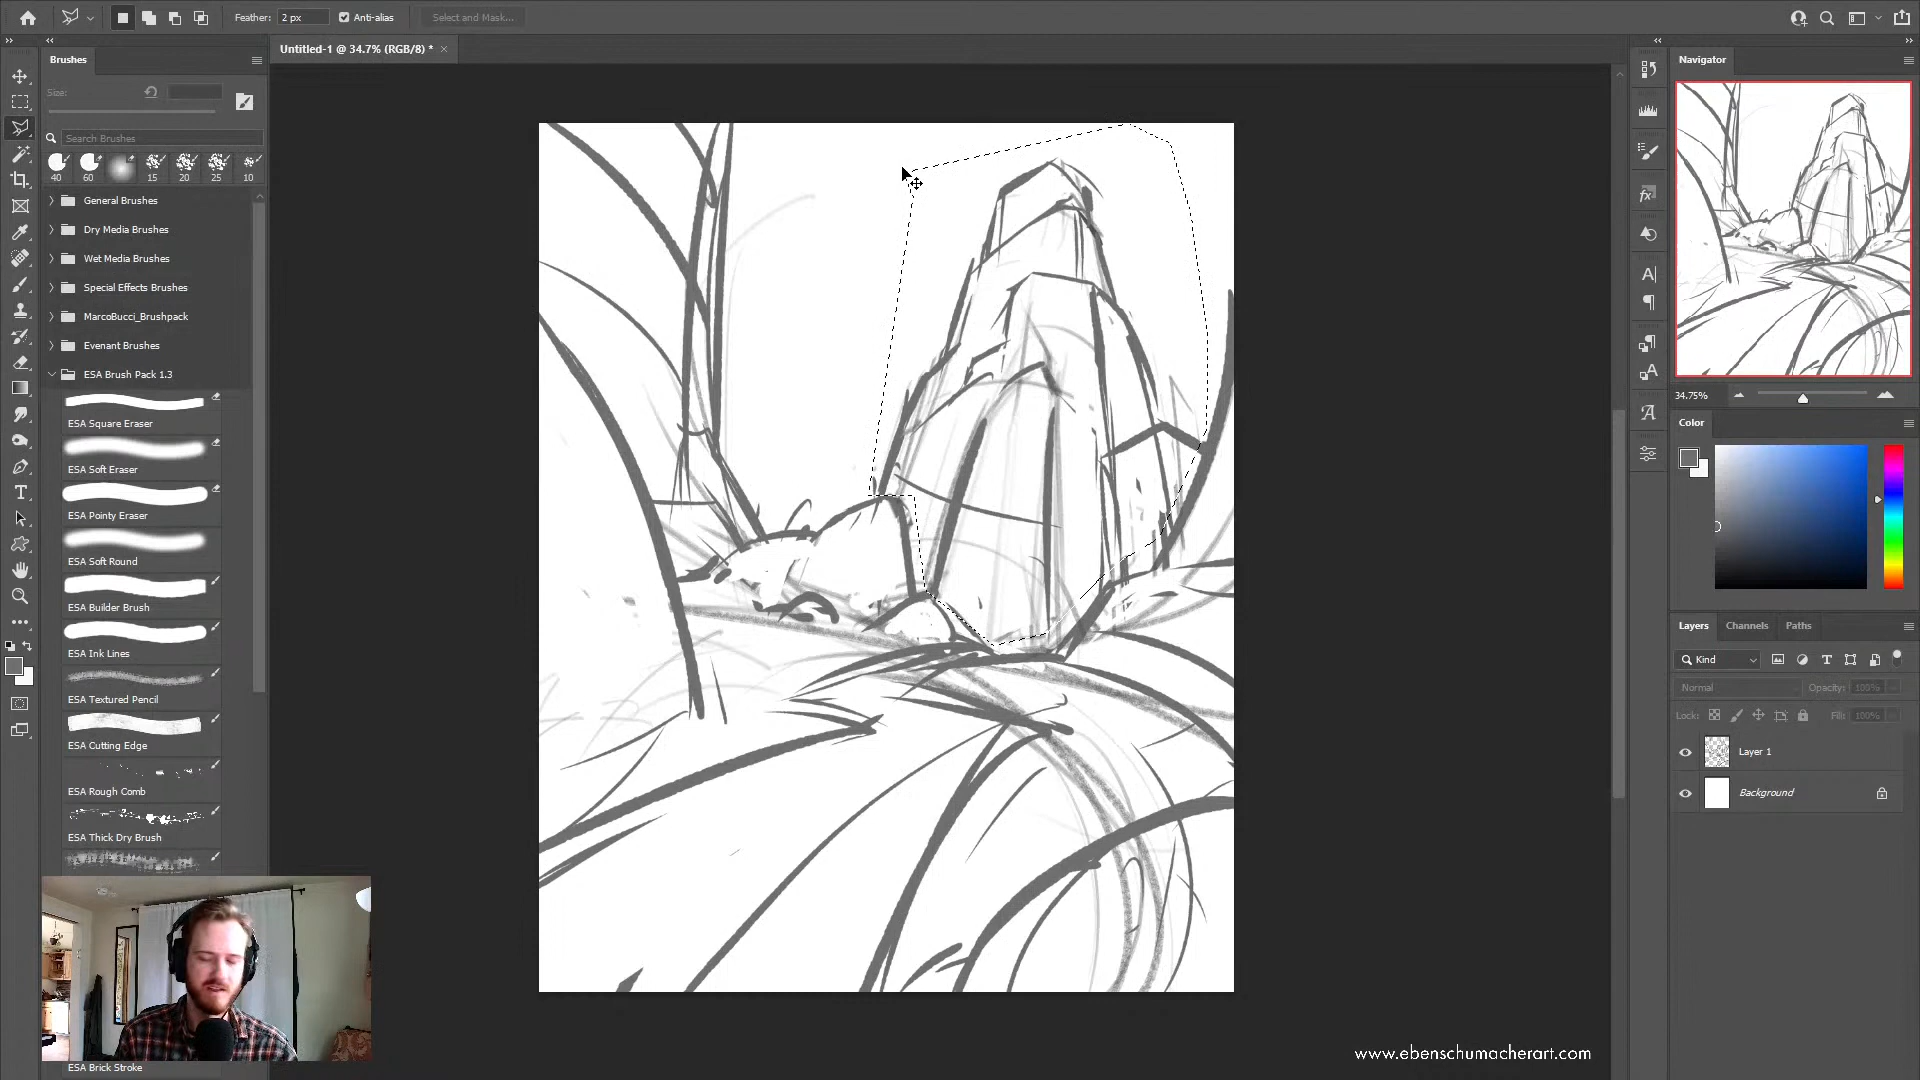 Feather: 2 px Anti-alias Select and Mask...
Untitled-1 @ 34.7% (RGB/8) *
Brushes
Size:
Search Brushes
40 60 15 20 25 10
General Brushes
Dry Media Brushes
Wet Media Brushes
Special Effects Brushes
MarcoBucci_Brushpack
Evenant Brushes
ESA Brush Pack 1.3
ESA Square Eraser
ESA Soft Eraser
ESA Pointy Eraser
ESA Soft Round
ESA Builder Brush
ESA Ink Lines
ESA Textured Pencil
ESA Cutting Edge
ESA Rough Comb
ESA Thick Dry Brush
ESA Brick Stroke
Navigator
34.75%
Color
Layers Channels Paths
Kind
Normal Opacity: 100%
Lock: Fill: 100%
Layer 1
Background
www.ebenschumacherart.com